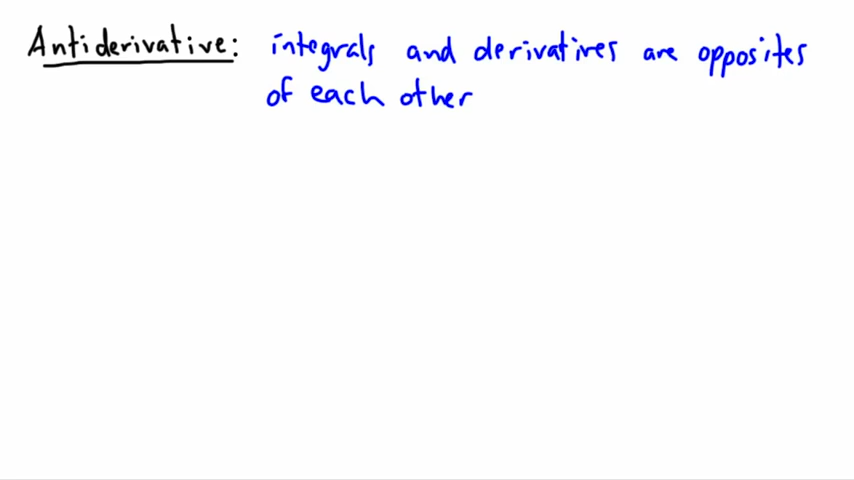 Antiderivative: integrals and derivatives are opposites
of each other